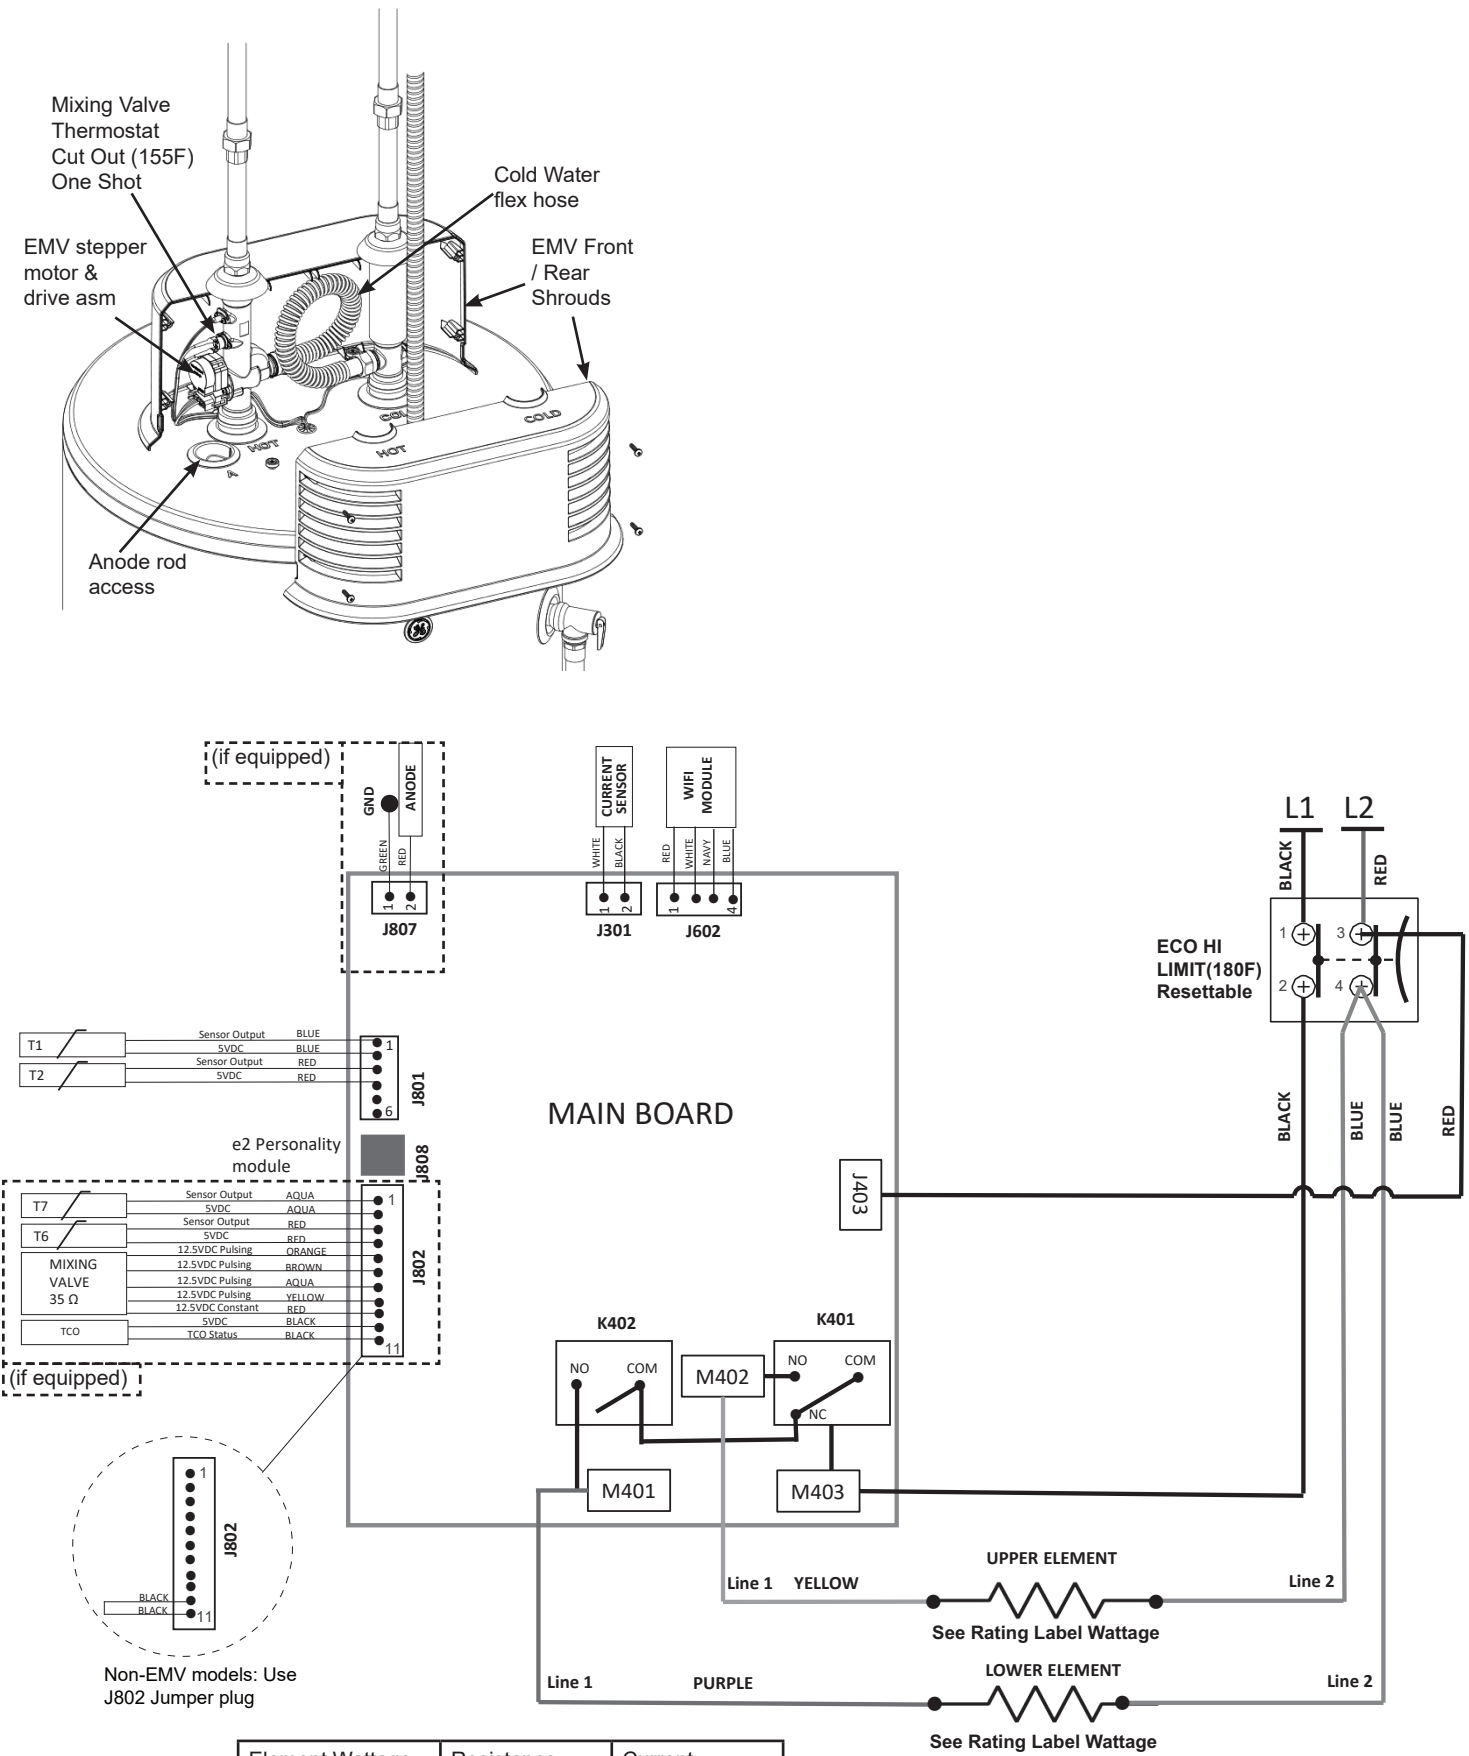 Mixing Valve
Thermostat
Cut Out (155F)
One Shot
Cold Water
flex hose
EMV stepper
motor &
drive asm
EMV Front
/ Rear
Shrouds
COLD
HOT
HOT
A
Anode rod
access
(if equipped)
GND
ANODE
GREEN
RED
1
2
J807
CURRENT
SENSOR
WHITE
BLACK
1
2
J301
WIFI
MODULE
RED
WHITE
NAVY
BLUE
1
4
J602
L1
L2
BLACK
RED
1
3
2
4
ECO HI
LIMIT(180F)
Resettable
T1
Sensor Output BLUE
5VDC BLUE
T2
Sensor Output RED
5VDC RED
1
6
J801
MAIN BOARD
e2 Personality
module
J808
J403
BLACK
BLUE
BLUE
RED
T7
Sensor Output AQUA
5VDC AQUA
T6
Sensor Output RED
5VDC RED
MIXING
VALVE
35 Ω
12.5VDC Pulsing ORANGE
12.5VDC Pulsing BROWN
12.5VDC Pulsing AQUA
12.5VDC Pulsing YELLOW
12.5VDC Constant RED
TCO
5VDC BLACK
TCO Status BLACK
1
11
J802
(if equipped)
K402
NO
COM
K401
NO
COM
NC
M402
M401
M403
1
11
J802
BLACK
BLACK
Non-EMV models: Use
J802 Jumper plug
UPPER ELEMENT
Line 1 YELLOW
Line 2
See Rating Label Wattage
LOWER ELEMENT
Line 1
PURPLE
Line 2
See Rating Label Wattage
Element Wattage
Resistance
Current